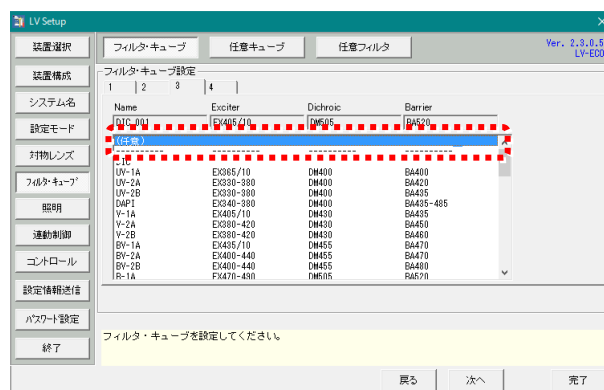 LV Setup
装置選択
フィルタ・キューブ
任意キューブ
任意フィルタ
Ver. 2.3.0.5
LV-ECO
装置構成
システム名
設定モード
対物レンズ
フィルタ・キューブ
照明
連動制御
コントロール
設定情報送信
パスワード設定
終了
フィルタ・キューブ設定
1 2 3 4
Name Exciter Dichroic Barrier
DIC_001 EX405/10 DM505 BA520
(任意)
---------- ---------- ---------- ----------
DIC
UV-1A EX365/10 DM400 BA400
UV-2A EX330-380 DM400 BA420
UV-2B EX330-380 DM400 BA435
DAPI EX340-380 DM400 BA435-485
V-1A EX405/10 DM430 BA435
V-2A EX380-420 DM430 BA450
V-2B EX380-420 DM430 BA460
BV-1A EX435/10 DM455 BA470
BV-2A EX400-440 DM455 BA470
BV-2B EX400-440 DM455 BA480
B-1A EX470-490 DM505 BA520
フィルタ・キューブを設定してください。
戻る 次へ 完了